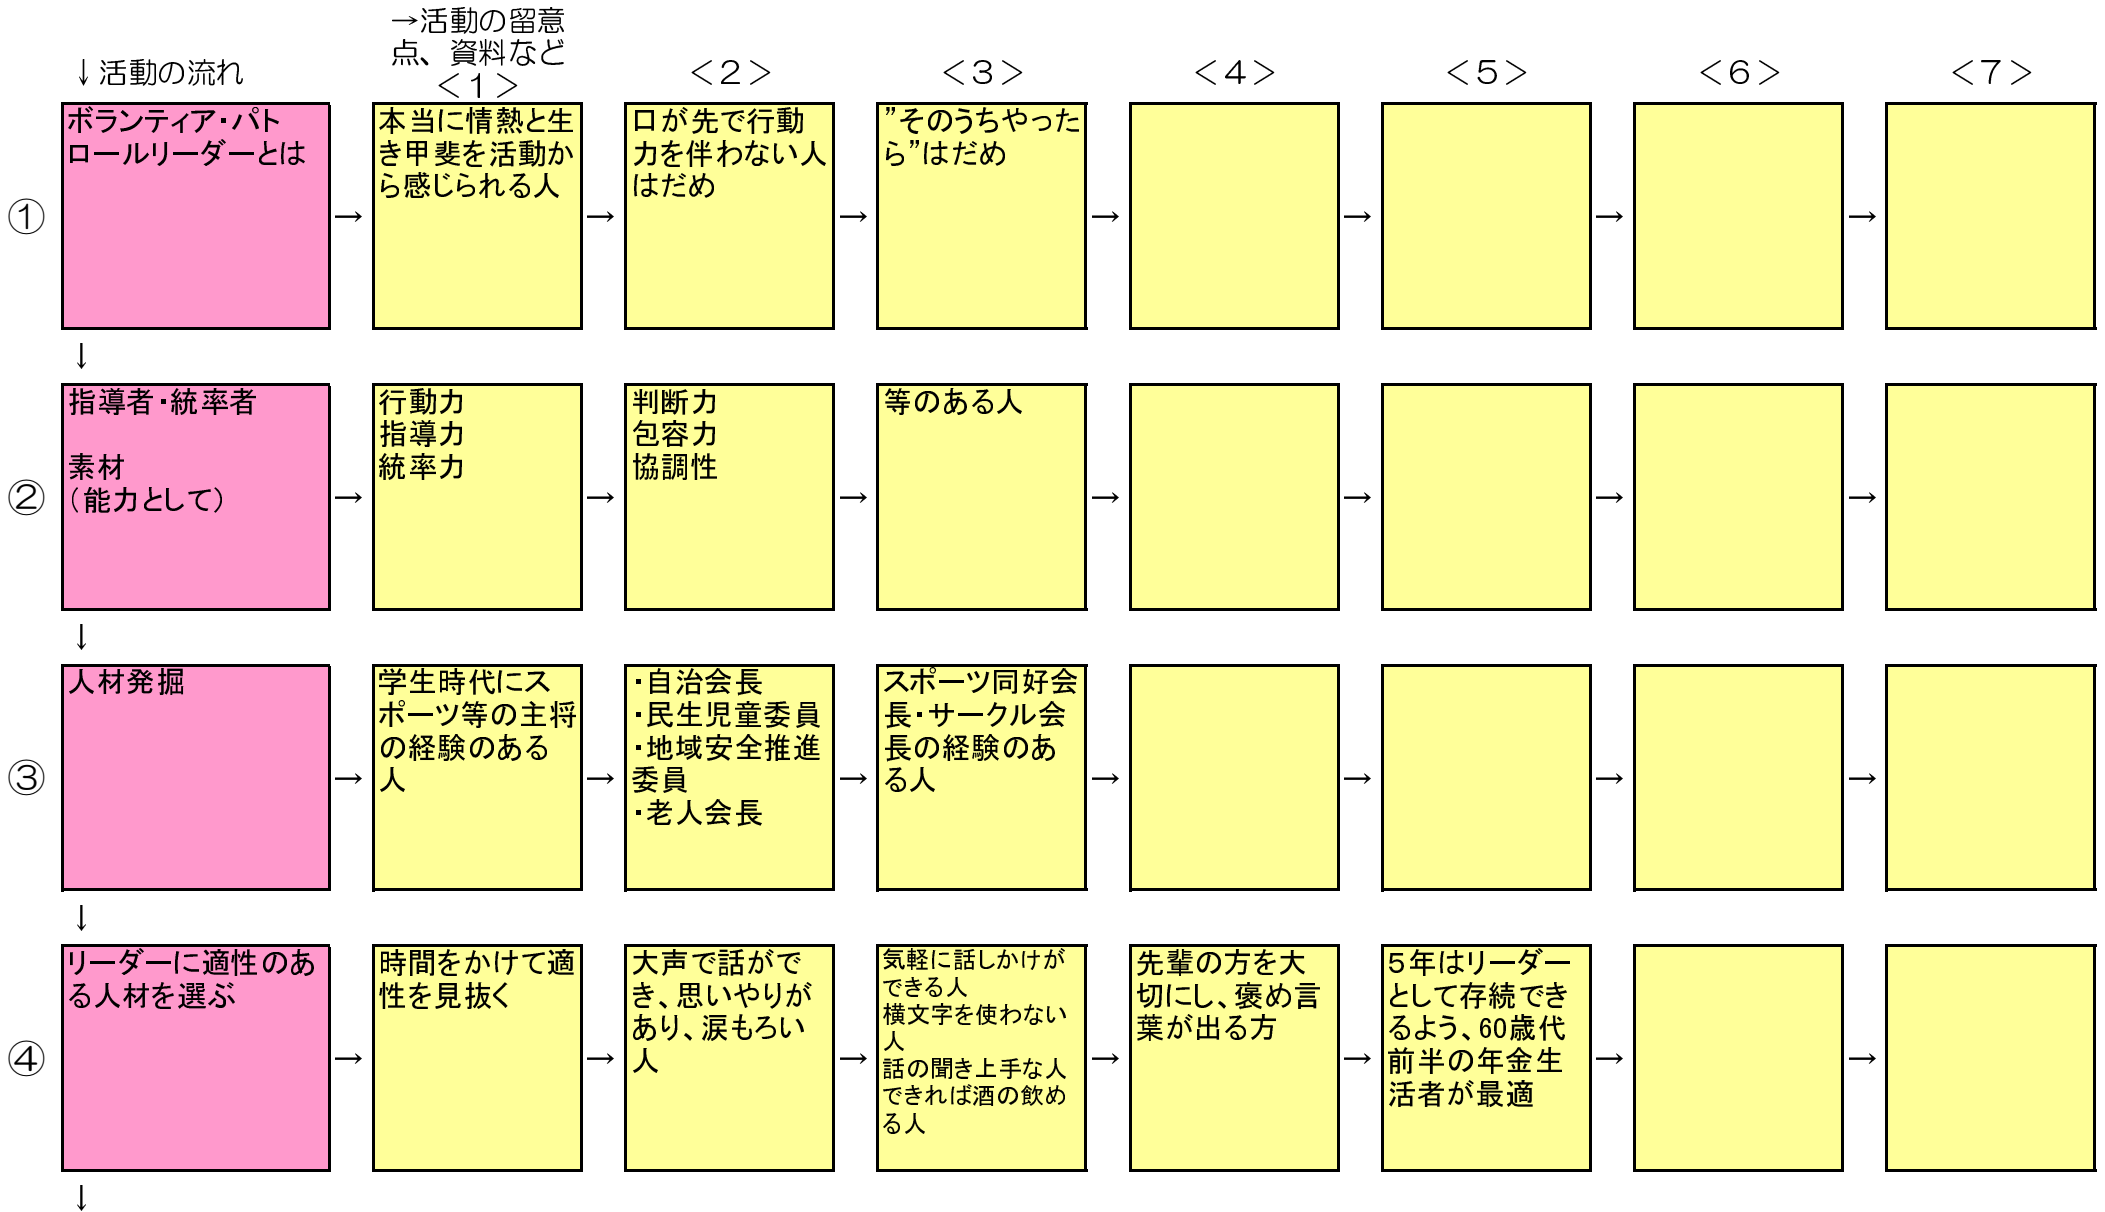 →活動の留意
点、資料など
↓活動の流れ
＜１＞
＜２＞
＜３＞
＜４＞
＜５＞
＜６＞
＜７＞
①
ボランティア・パト
ロールリーダーとは
→
本当に情熱と生
き甲斐を活動か
ら感じられる人
→
口が先で行動
力を伴わない人
はだめ
→
”そのうちやった
ら”はだめ
→
→
→
→
↓
②
指導者・統率者
素材
（能力として）
→
行動力
指導力
統率力
→
判断力
包容力
協調性
→
等のある人
→
→
→
→
↓
③
人材発掘
→
学生時代にス
ポーツ等の主将
の経験のある
人
→
・自治会長
・民生児童委員
・地域安全推進
委員
・老人会長
→
スポーツ同好会
長・サークル会
長の経験のあ
る人
→
→
→
→
↓
④
リーダーに適性のあ
る人材を選ぶ
→
時間をかけて適
性を見抜く
→
大声で話がで
き、思いやりが
あり、涙もろい
人
→
気軽に話しかけが
できる人
横文字を使わない
人
話の聞き上手な人
できれば酒の飲め
る人
→
先輩の方を大
切にし、褒め言
葉が出る方
→
５年はリーダー
として存続でき
るよう、60歳代
前半の年金生
活者が最適
→
→
↓